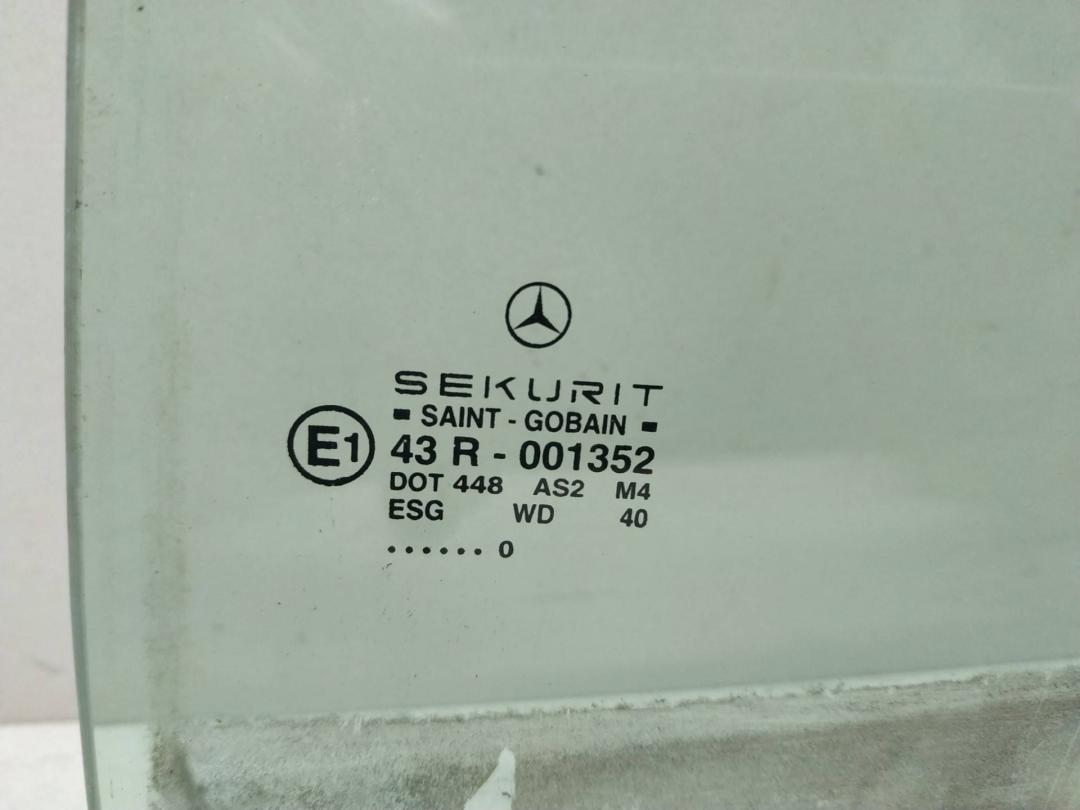 SEKURIT
- SAINT - GOBAIN -
E1 43 R - 001352
DOT 448 AS2 M4
ESG WD 40
. . . . . . 0